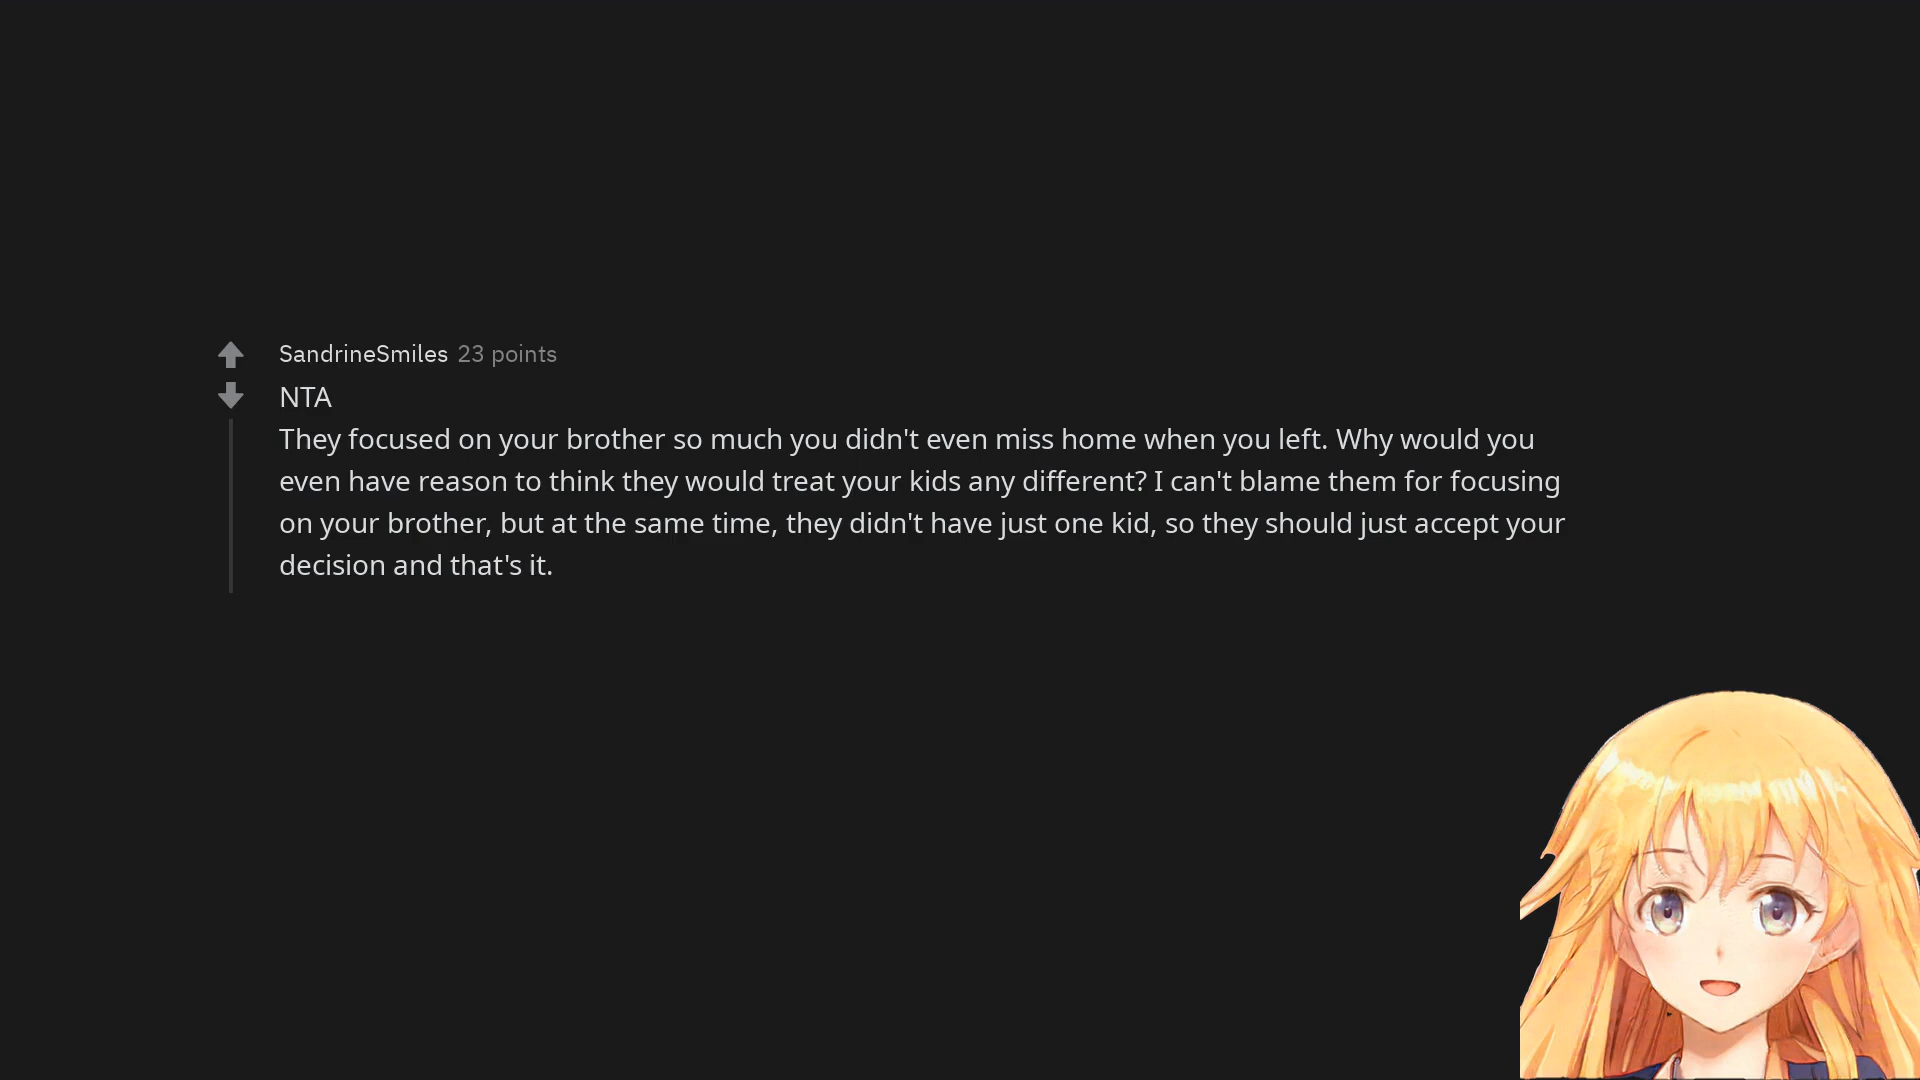 SandrineSmiles 23 points
NTA
They focused on your brother so much you didn't even miss home when you left. Why would you
even have reason to think they would treat your kids any different? I can't blame them for focusing
on your brother, but at the same time, they didn't have just one kid, so they should just accept your
decision and that's it.